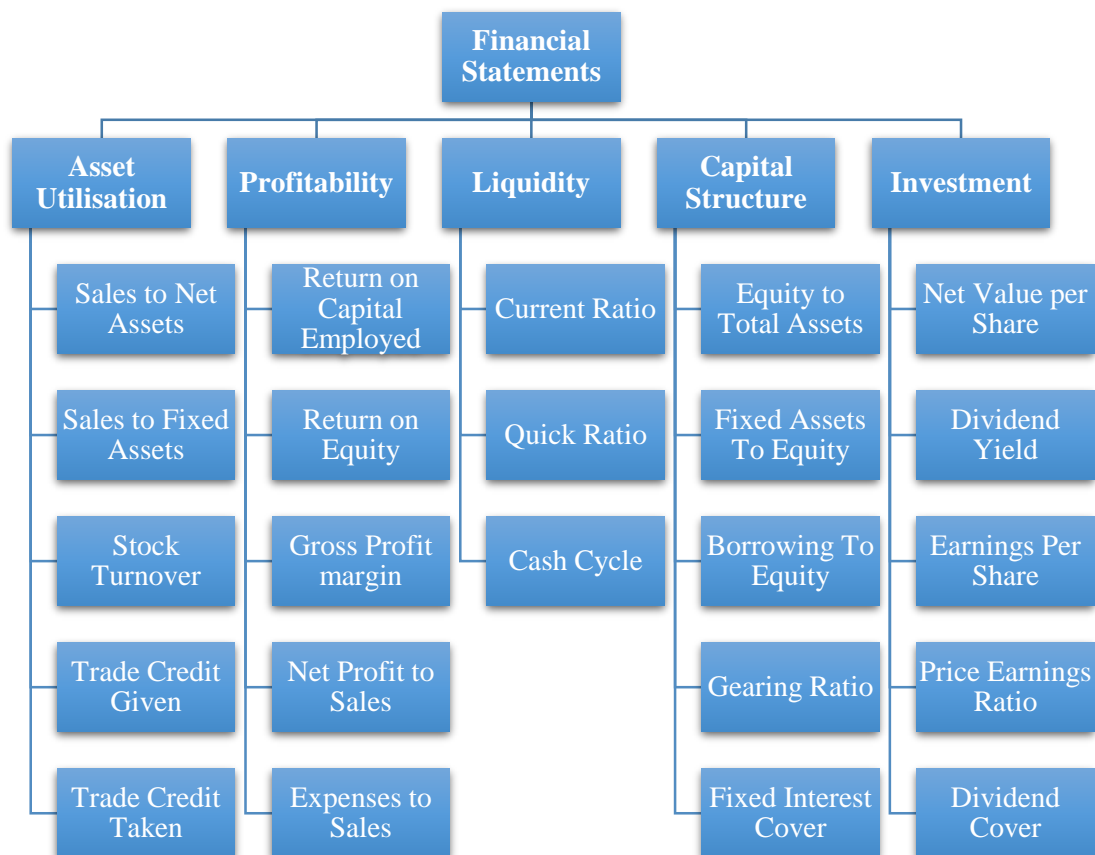 Financial
Statements
Asset
Utilisation
Profitability
Liquidity
Capital
Structure
Investment
Sales to Net
Assets
Sales to Fixed
Assets
Stock
Turnover
Trade Credit
Given
Trade Credit
Taken
Return on
Capital
Employed
Return on
Equity
Gross Profit
margin
Net Profit to
Sales
Expenses to
Sales
Current Ratio
Quick Ratio
Cash Cycle
Equity to
Total Assets
Fixed Assets
To Equity
Borrowing To
Equity
Gearing Ratio
Fixed Interest
Cover
Net Value per
Share
Dividend
Yield
Earnings Per
Share
Price Earnings
Ratio
Dividend
Cover